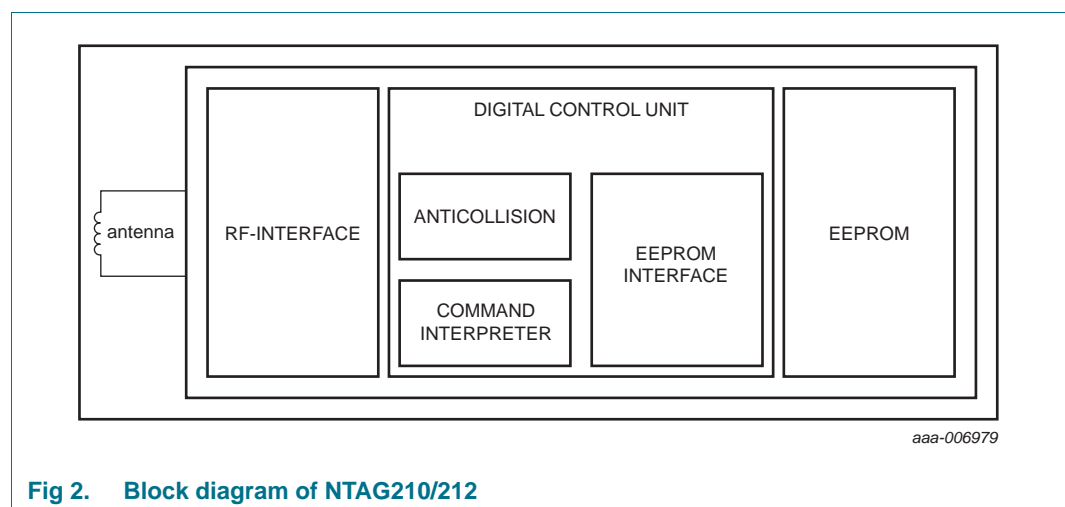 DIGITAL CONTROL UNIT
antenna
RF-INTERFACE
ANTICOLLISION
COMMAND
INTERPRETER
EEPROM
INTERFACE
EEPROM
aaa-006979
Fig 2. Block diagram of NTAG210/212